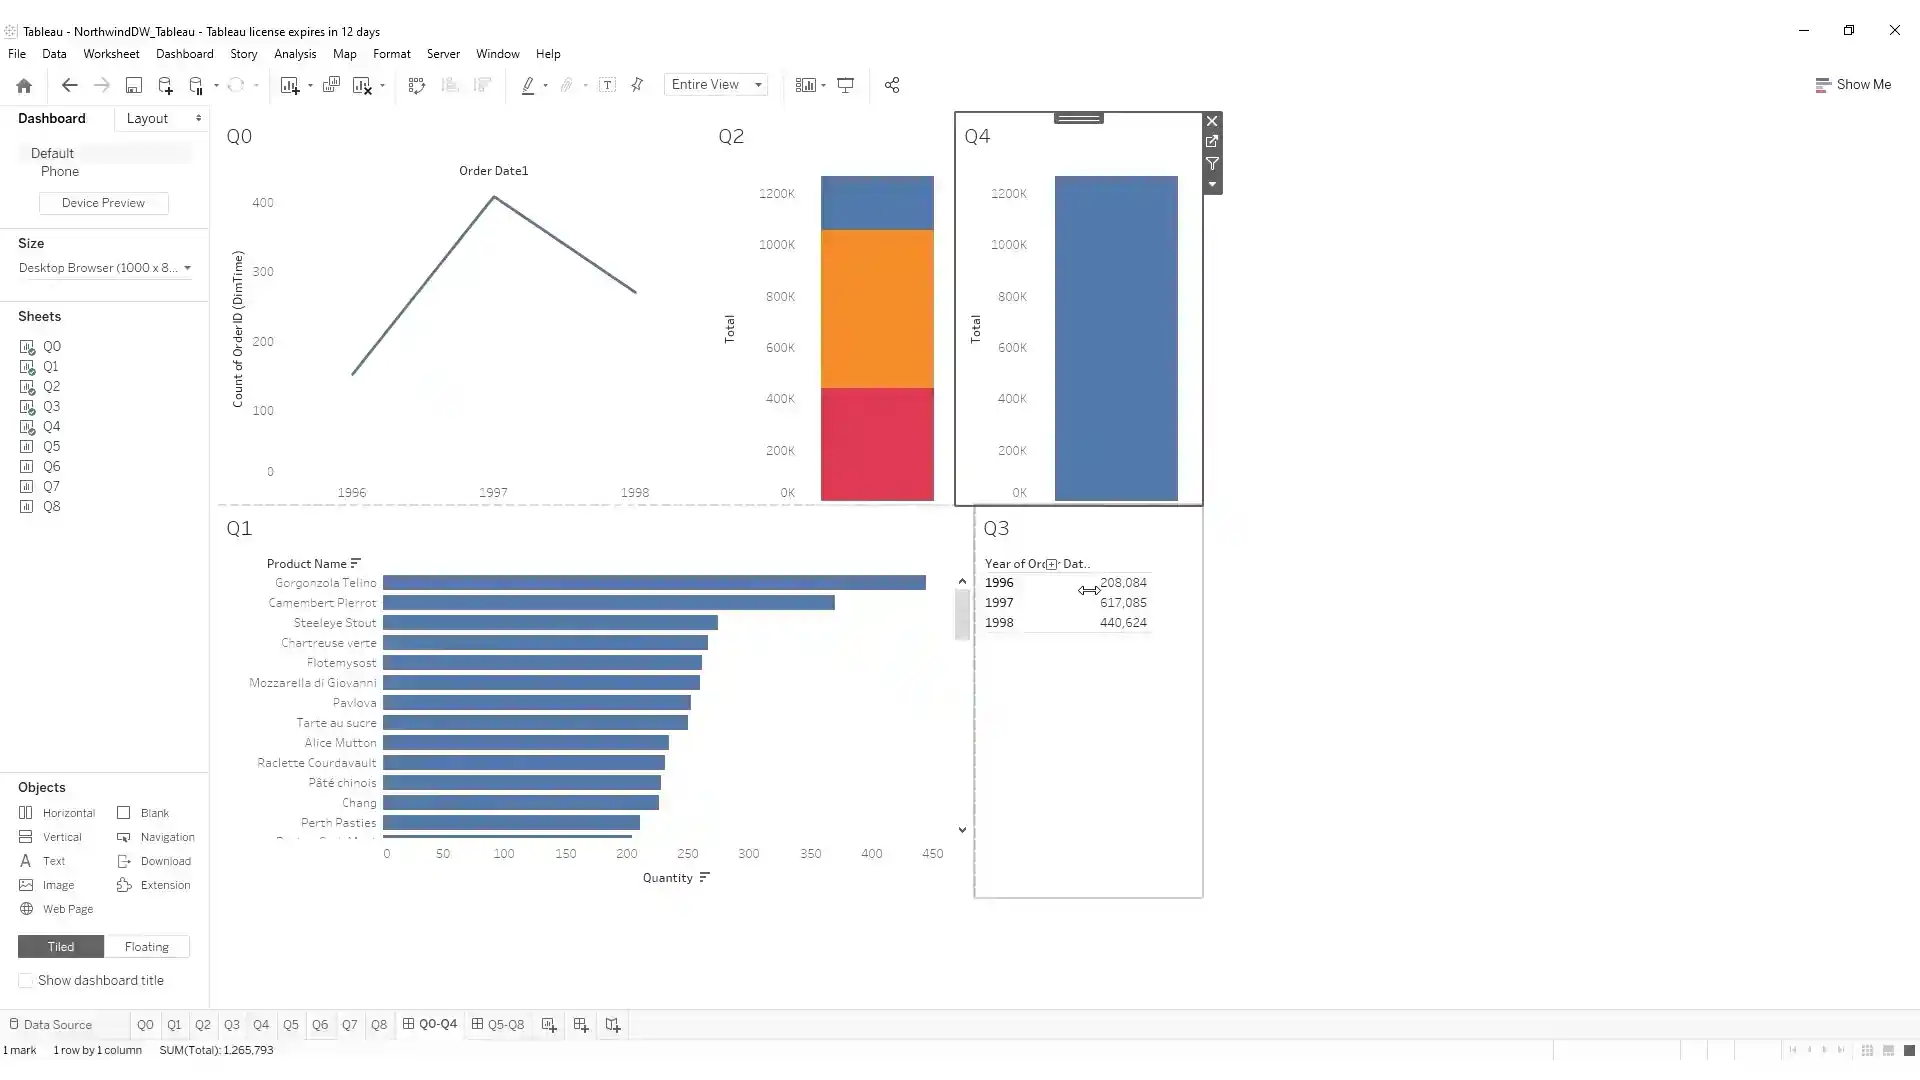 Tableau - NorthwindDW_Tableau - Tableau license expires in 12 days
File Data Worksheet Dashboard Story Analysis Map Format Server Window Help
Entire View
Show Me
Dashboard Layout
Default
Phone
Device Preview
Size
Desktop Browser (1000 x 8...
Sheets
Q0
Q1
Q2
Q3
Q4
Q5
Q6
Q7
Q8
Objects
Horizontal Blank
Vertical Navigation
Text Download
Image Extension
Web Page
Tiled Floating
Show dashboard title
Q0
Order Date1
Count of OrderID (DimTime)
400
300
200
100
0
1996 1997 1998
Q2
Total
1200K
1000K
800K
600K
400K
200K
0K
Q4
Total
1200K
1000K
800K
600K
400K
200K
0K
Q1
Product Name
Gorgonzola Telino
Camembert Pierrot
Steeleye Stout
Chartreuse verte
Flotemysost
Mozzarella di Giovanni
Pavlova
Tarte au sucre
Alice Mutton
Raclette Courdavault
Pâté chinois
Chang
Perth Pasties
0 50 100 150 200 250 300 350 400 450
Quantity
Q3
Year of Or Dat..
1996 208,084
1997 617,085
1998 440,624
Data Source Q0 Q1 Q2 Q3 Q4 Q5 Q6 Q7 Q8 Q0-Q4 Q5-Q8
1 mark 1 row by 1 column SUM(Total): 1,265,793